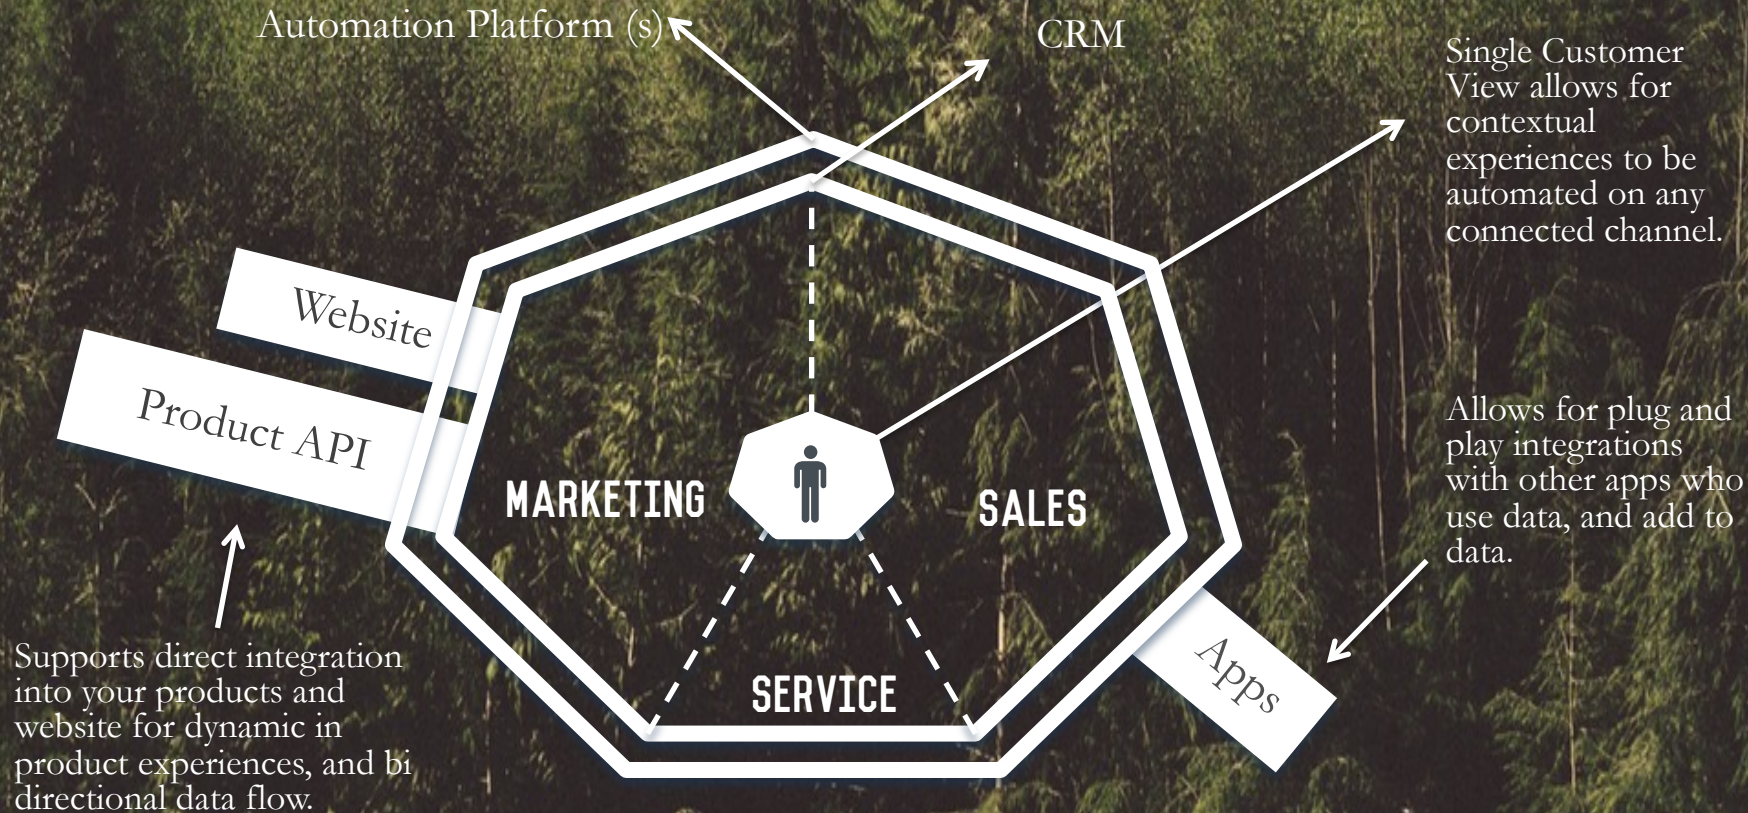 Automation Platform (s)
CRM
Single Customer
View allows for
contextual
experiences to be
automated on any
connected channel.
Website
Product API
MARKETING
SALES
SERVICE
Allows for plug and
play integrations
with other apps who
use data, and add to
data.
Apps
Supports direct integration
into your products and
website for dynamic in
product experiences, and bi
directional data flow.